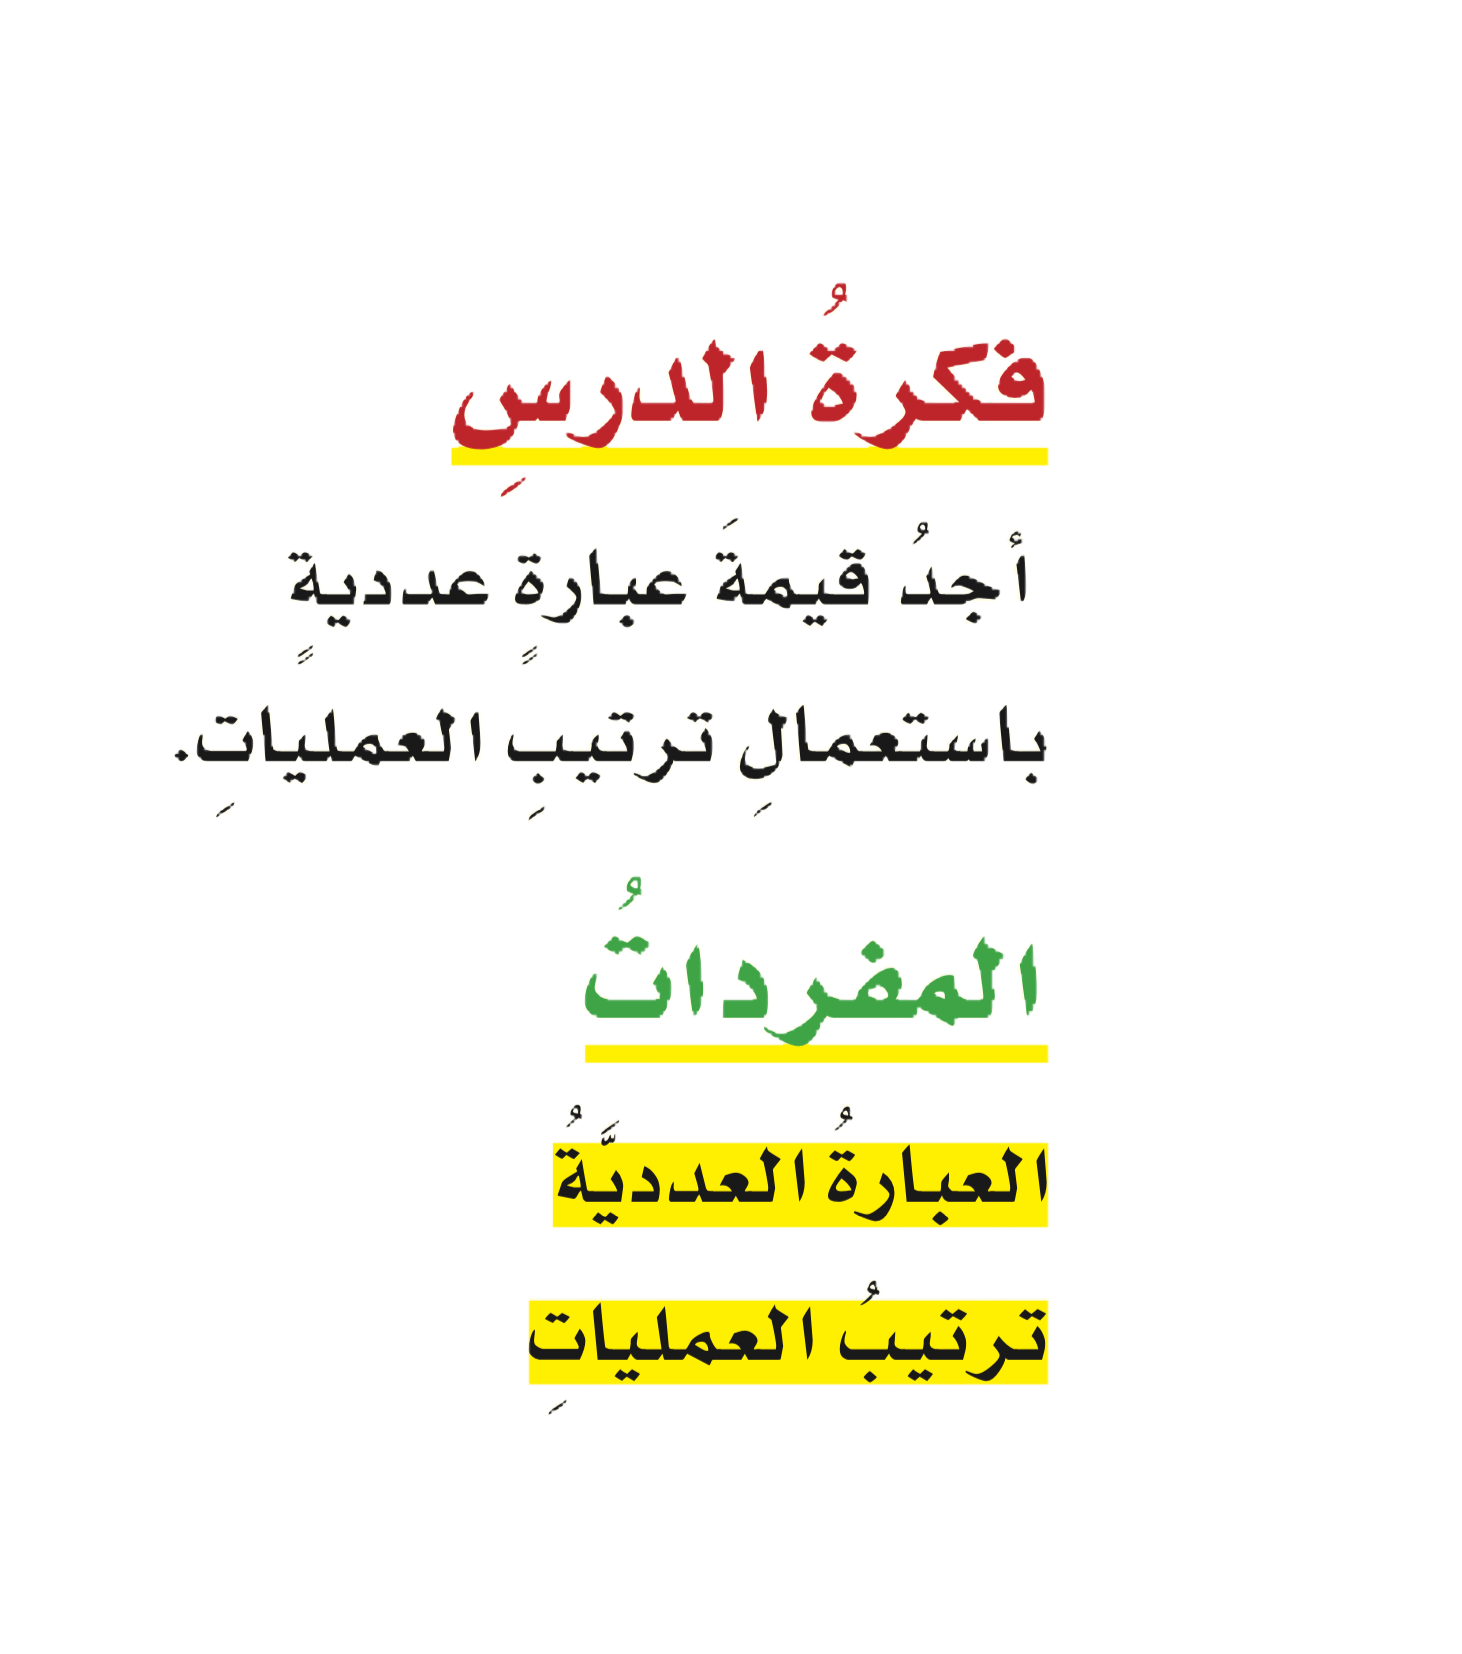 فكرةُ الدرسِ
أجدُ قيمةَ عبارةٍ عدديةٍ
باستعمالِ ترتيبِ العملياتِ.
المفرداتُ
العبارةُ العدديَّةُ
ترتيبُ العملياتِ